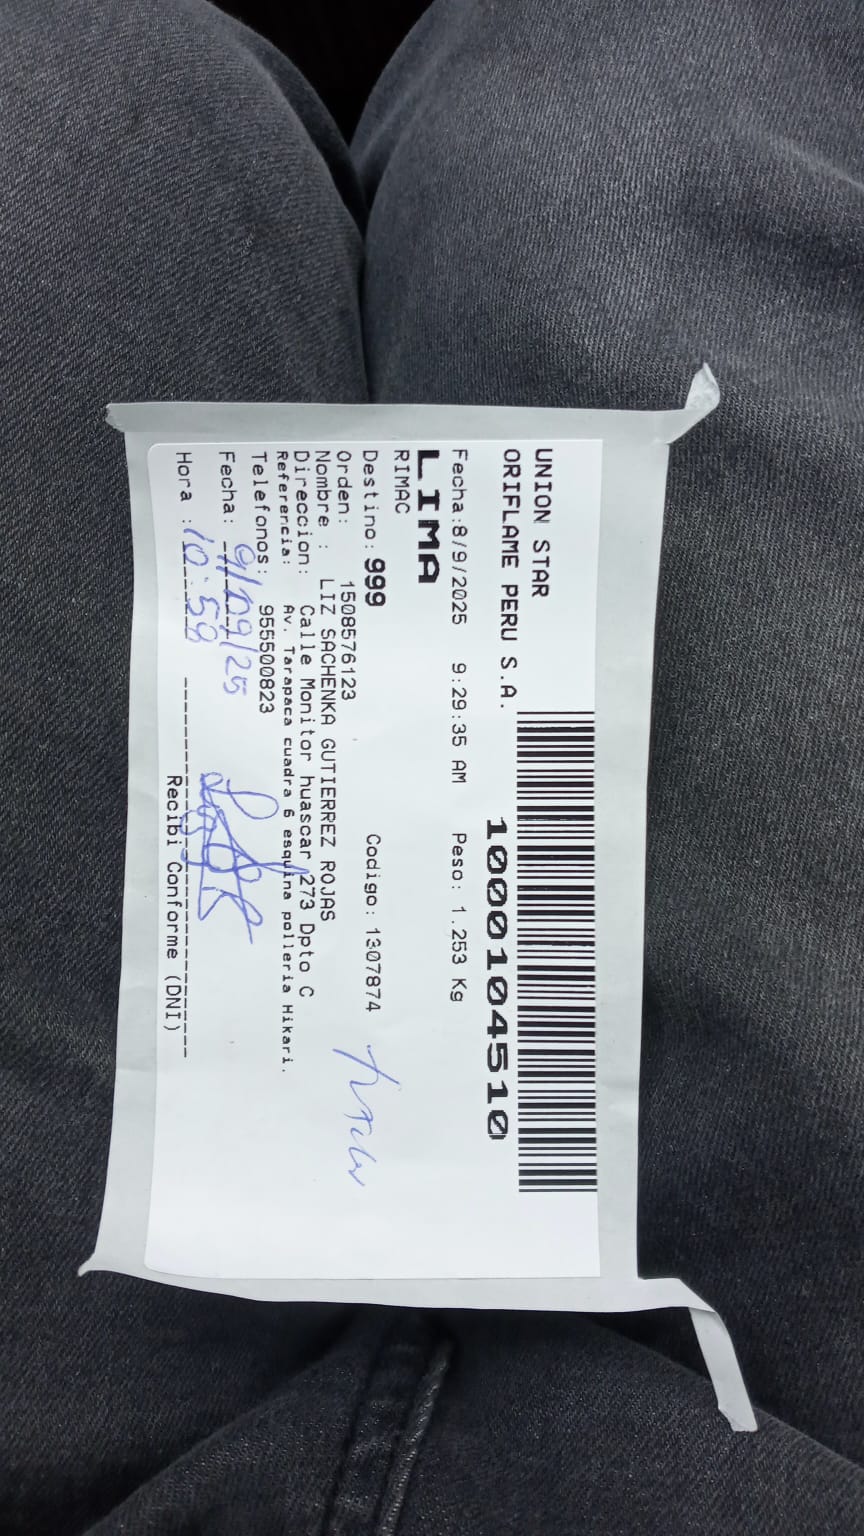 UNION STAR
ORIFLAME PERU S.A.
1000104510
Fecha:8/9/2025 9:29:35 AM Peso: 1.253 Kg
LIMA
RIMAC
Destino: 999 Codigo: 1307874
Orden: 1508576123
Nombre : LIZ SACHENKA GUTIERREZ ROJAS
Direccion: Calle Monitor huascar 273 Dpto C
Referencia: Av. Tarapaca cuadra 6 esquina polleria Hikari.
Telefonos: 955500823
Fecha: 9/09/25
Hora : 10:58
Recibi Conforme (DNI)